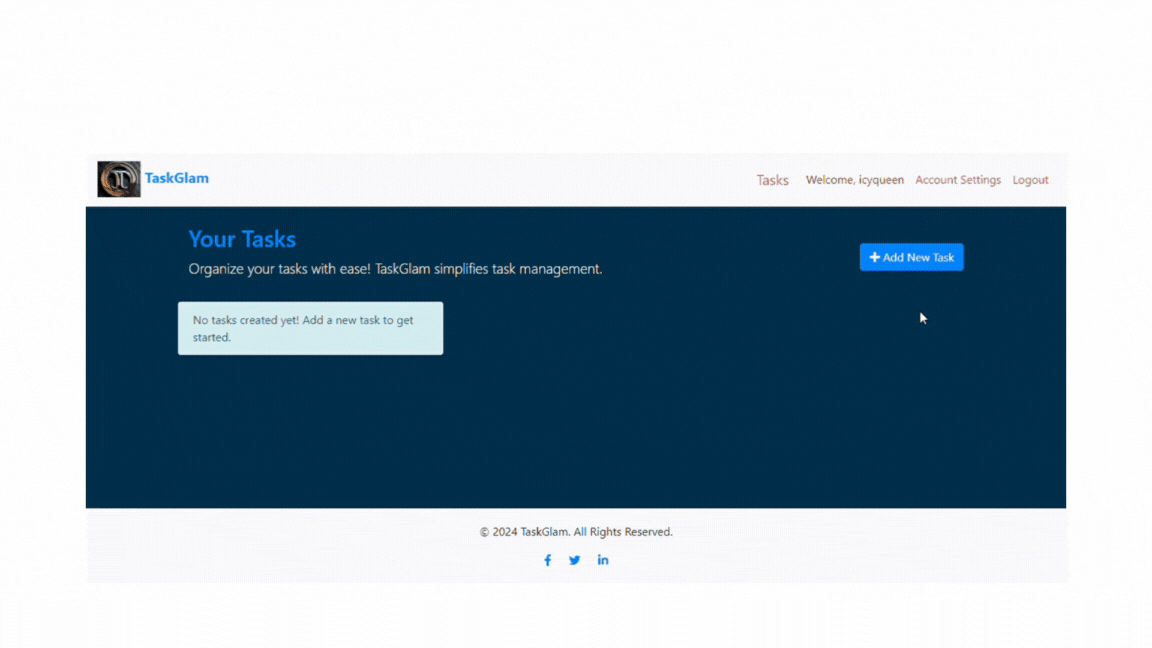 TaskGlam
Tasks Welcome, icyqueen Account Settings Logout
Your Tasks
Organize your tasks with ease! TaskGlam simplifies task management.
Add New Task
No tasks created yet! Add a new task to get
started.
© 2024 TaskGlam. All Rights Reserved.